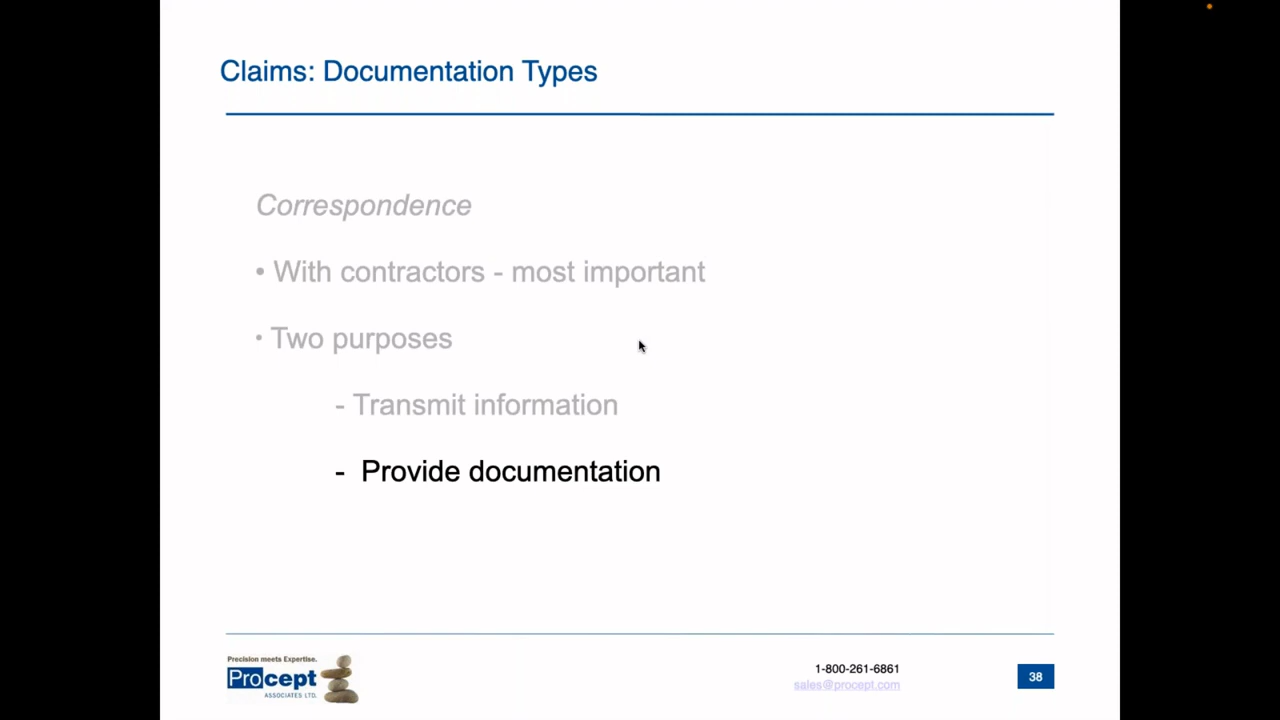 Claims: Documentation Types
Correspondence
• With contractors - most important
• Two purposes
- Transmit information
- Provide documentation
Precision meets Expertise.
Procept
ASSOCIATES LTD.
1-800-261-6861
sales@procept.com
38